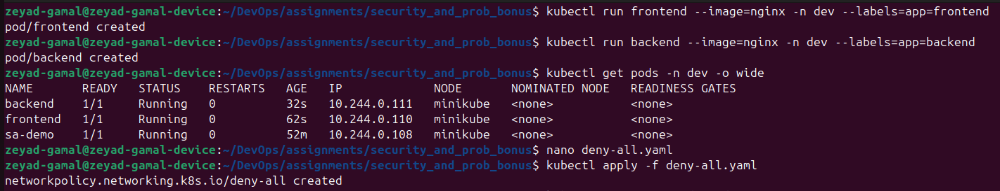 zeyad-gamal@zeyad-gamal-device:~/DevOps/assignments/security_and_prob_bonus$ kubectl run frontend --image=nginx -n dev --labels=app=frontend
pod/frontend created
zeyad-gamal@zeyad-gamal-device:~/DevOps/assignments/security_and_prob_bonus$ kubectl run backend --image=nginx -n dev --labels=app=backend
pod/backend created
zeyad-gamal@zeyad-gamal-device:~/DevOps/assignments/security_and_prob_bonus$ kubectl get pods -n dev -o wide
NAME       READY   STATUS    RESTARTS   AGE   IP             NODE       NOMINATED NODE   READINESS GATES
backend    1/1     Running   0          32s   10.244.0.111   minikube   <none>           <none>
frontend   1/1     Running   0          62s   10.244.0.110   minikube   <none>           <none>
sa-demo    1/1     Running   0          52m   10.244.0.108   minikube   <none>           <none>
zeyad-gamal@zeyad-gamal-device:~/DevOps/assignments/security_and_prob_bonus$ nano deny-all.yaml
zeyad-gamal@zeyad-gamal-device:~/DevOps/assignments/security_and_prob_bonus$ kubectl apply -f deny-all.yaml
networkpolicy.networking.k8s.io/deny-all created